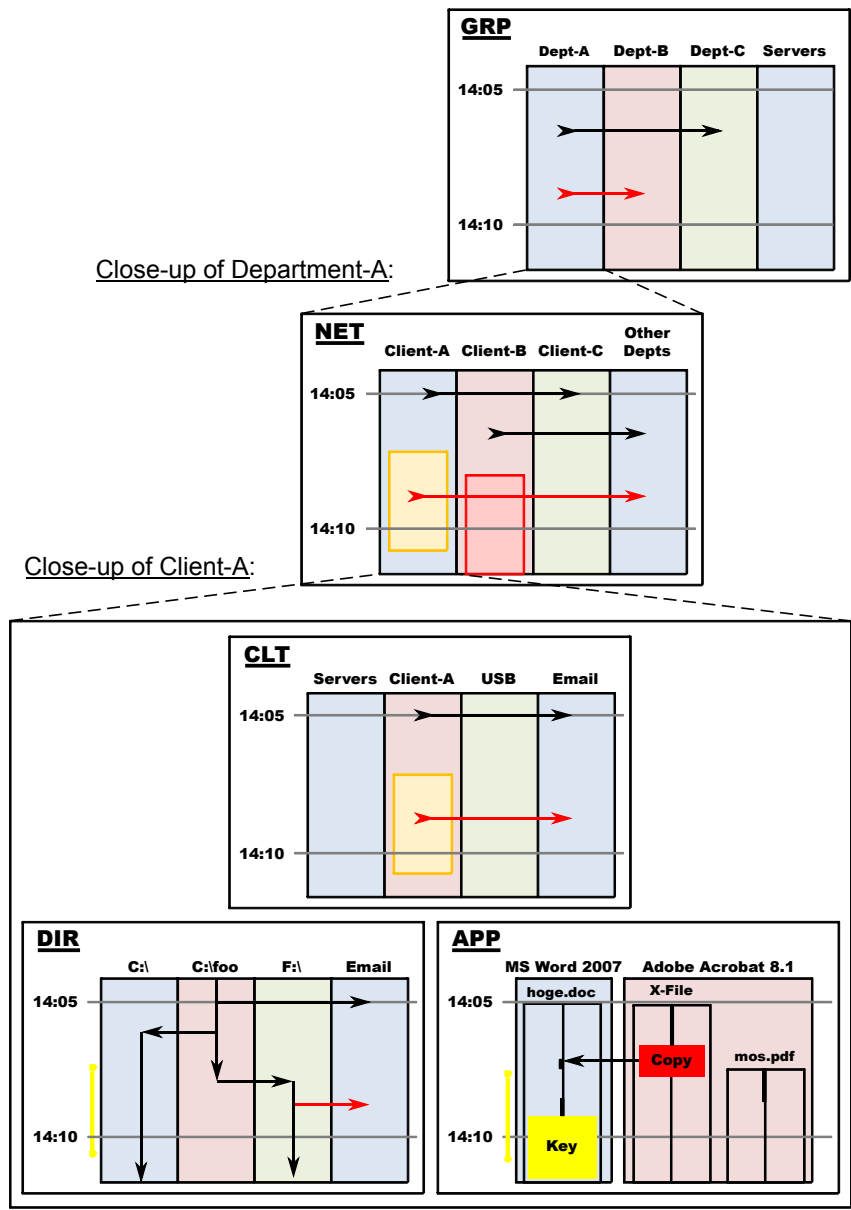 GRP
Dept-A Dept-B Dept-C Servers
14:05
14:10
Close-up of Department-A:
NET
Client-A Client-B Client-C Other
Depts
14:05
14:10
Close-up of Client-A:
CLT
Servers Client-A USB Email
14:05
14:10
DIR
C:\ C:\foo F:\ Email
14:05
14:10
APP
MS Word 2007 Adobe Acrobat 8.1
hoge.doc X-File
14:05
Copy mos.pdf
14:10
Key